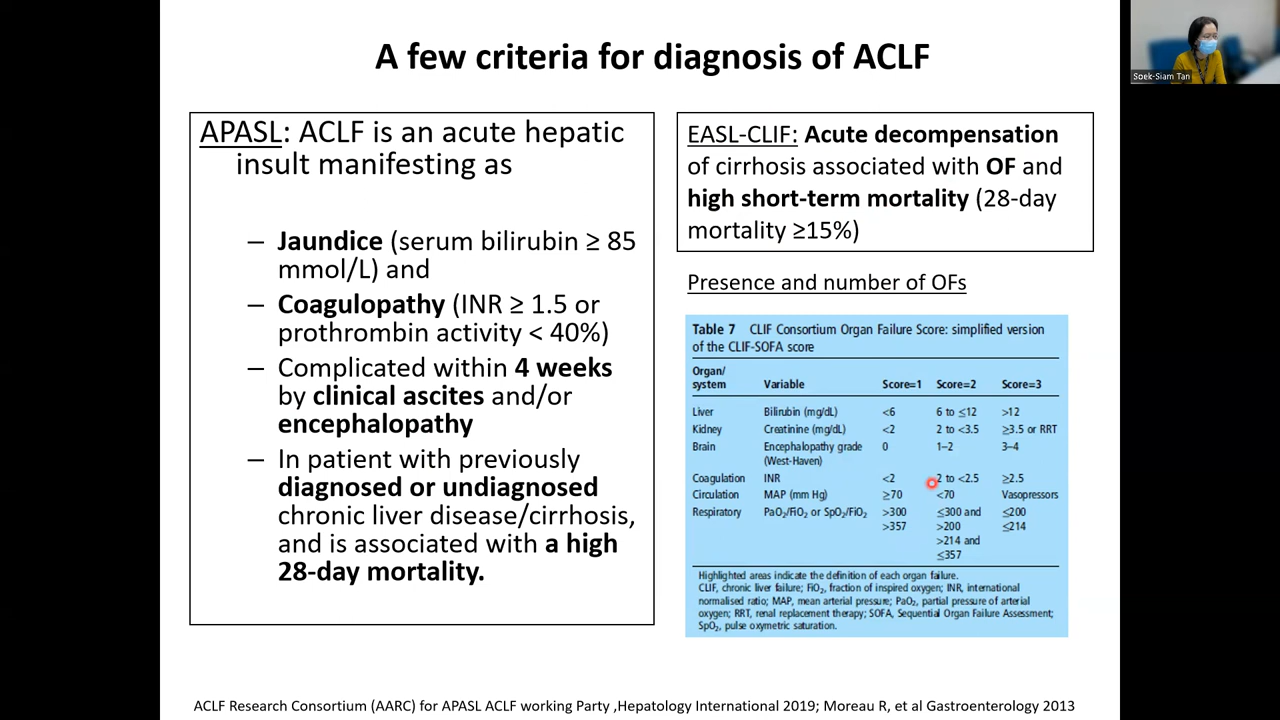 A few criteria for diagnosis of ACLF
Soek-Siam Tan
APASL: ACLF is an acute hepatic
insult manifesting as
– Jaundice (serum bilirubin ≥ 85
mmol/L) and
– Coagulopathy (INR ≥ 1.5 or
prothrombin activity < 40%)
– Complicated within 4 weeks
by clinical ascites and/or
encephalopathy
– In patient with previously
diagnosed or undiagnosed
chronic liver disease/cirrhosis,
and is associated with a high
28-day mortality.
EASL-CLIF: Acute decompensation
of cirrhosis associated with OF and
high short-term mortality (28-day
mortality ≥15%)
Presence and number of OFs
Table 7 CLIF Consortium Organ Failure Score: simplified version
of the CLIF-SOFA score
Organ/
system Variable Score=1 Score=2 Score=3
Liver Bilirubin (mg/dL) <6 6 to ≤12 >12
Kidney Creatinine (mg/dL) <2 2 to <3.5 ≥3.5 or RRT
Brain Encephalopathy grade 0 1–2 3–4
(West-Haven)
Coagulation INR <2 2 to <2.5 ≥2.5
Circulation MAP (mm Hg) ≥70 <70 Vasopressors
Respiratory PaO₂/FiO₂ or SpO₂/FiO₂ >300 ≤300 and ≤200
>357 >200 ≤214
>214 and
≤357
Highlighted areas indicate the definition of each organ failure.
CLIF, chronic liver failure; FiO₂, fraction of inspired oxygen; INR, international
normalised ratio; MAP, mean arterial pressure; PaO₂, partial pressure of arterial
oxygen; RRT, renal replacement therapy; SOFA, Sequential Organ Failure Assessment;
SpO₂, pulse oxymetric saturation.
ACLF Research Consortium (AARC) for APASL ACLF working Party ,Hepatology International 2019; Moreau R, et al Gastroenterology 2013